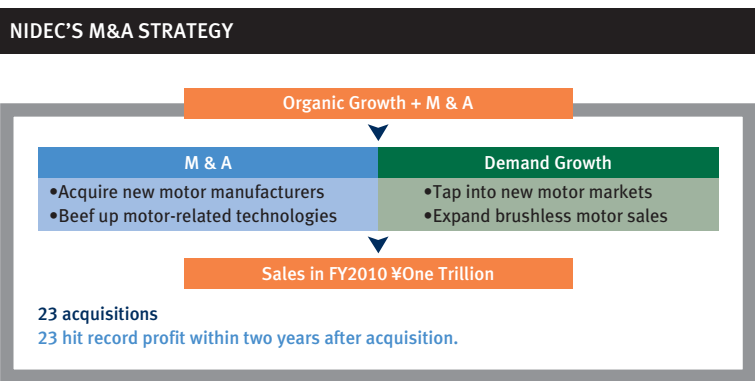 NIDEC’S M&A STRATEGY
Organic Growth + M & A
M & A
•Acquire new motor manufacturers
•Beef up motor-related technologies
Demand Growth
•Tap into new motor markets
•Expand brushless motor sales
Sales in FY2010 ¥One Trillion
23 acquisitions
23 hit record profit within two years after acquisition.